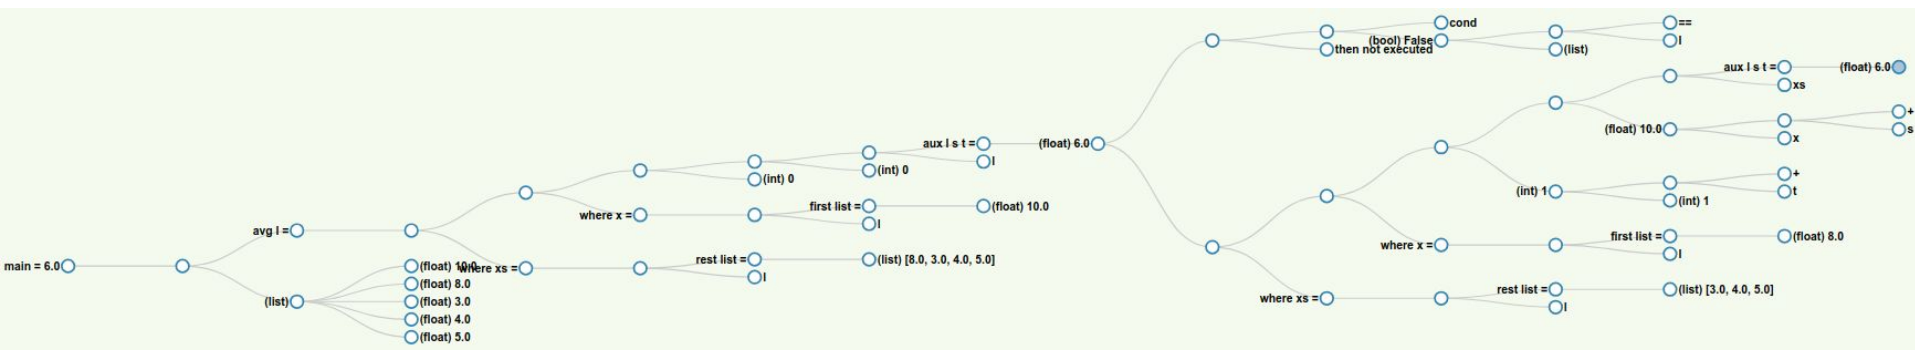 main = 6.0
avg l =
(list)
(float) 10.0
(float) 8.0
(float) 3.0
(float) 4.0
(float) 5.0
where x =
where xs =
(int) 0
(int) 0
aux l s t =
l
first list =
l
(float) 10.0
rest list =
l
(list) [8.0, 3.0, 4.0, 5.0]
(float) 6.0
cond
(bool) False
then not executed
==
l
(list)
aux l s t =
xs
(float) 6.0
(float) 10.0
x
+
s
(int) 1
+
t
(int) 1
where x =
first list =
l
(float) 8.0
where xs =
rest list =
l
(list) [3.0, 4.0, 5.0]